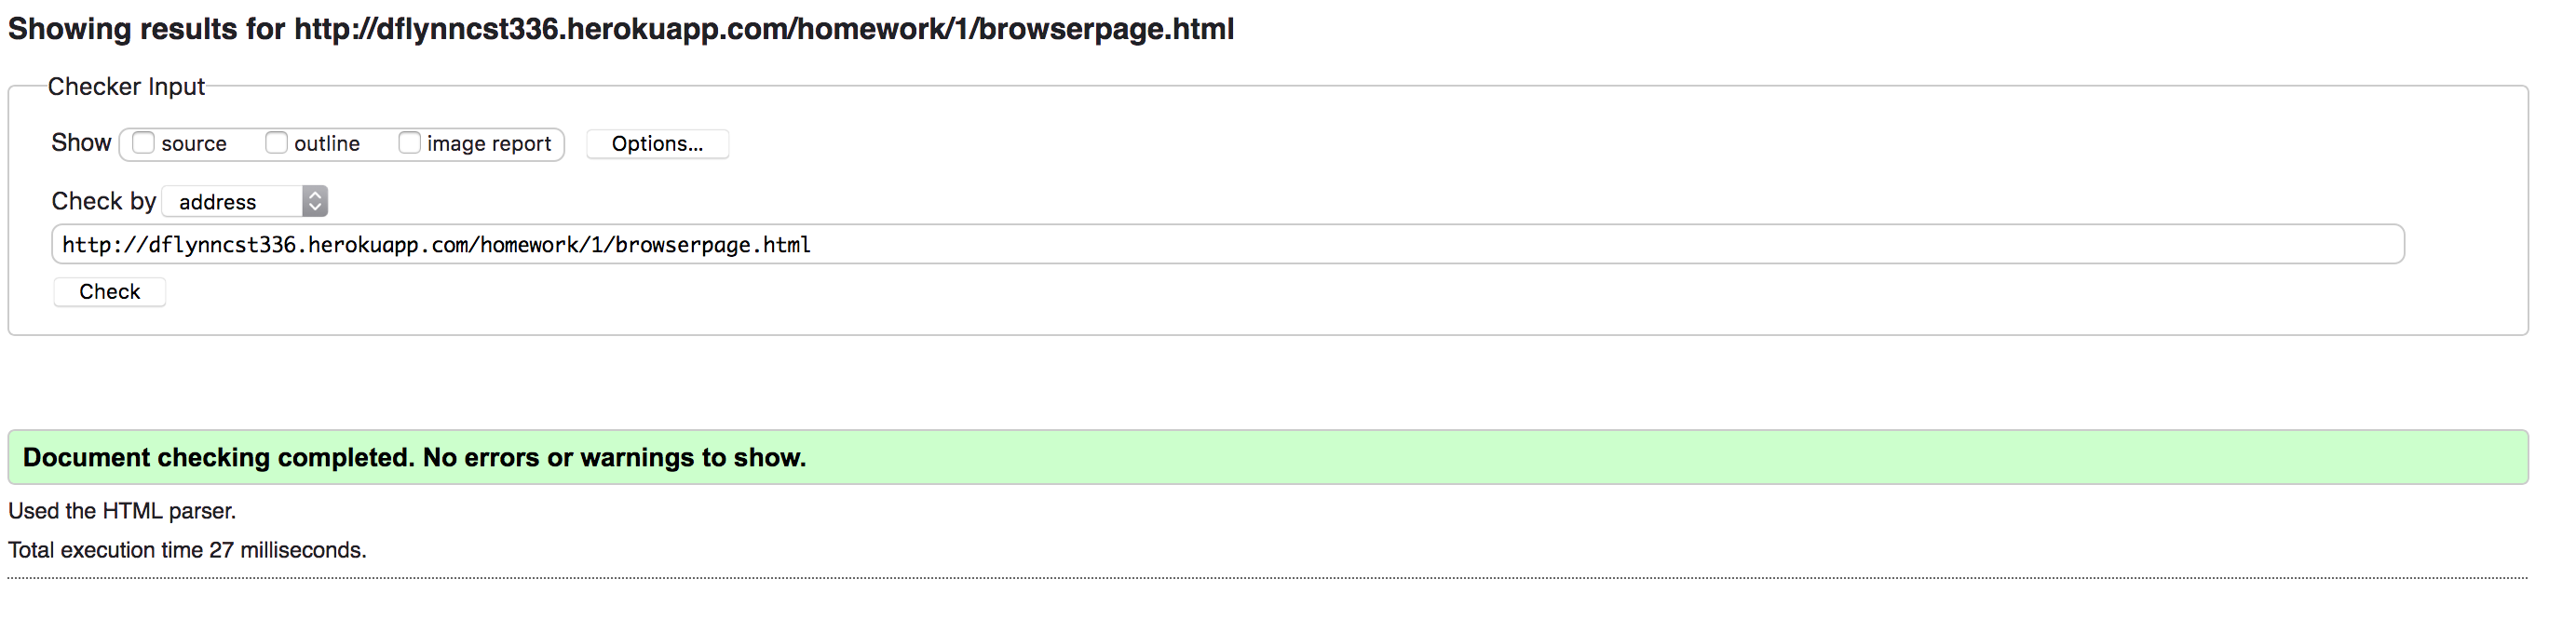 Showing results for http://dflynncst336.herokuapp.com/homework/1/browserpage.html
Checker Input
Show source outline image report Options...
Check by address
http://dflynncst336.herokuapp.com/homework/1/browserpage.html
Check
Document checking completed. No errors or warnings to show.
Used the HTML parser.
Total execution time 27 milliseconds.